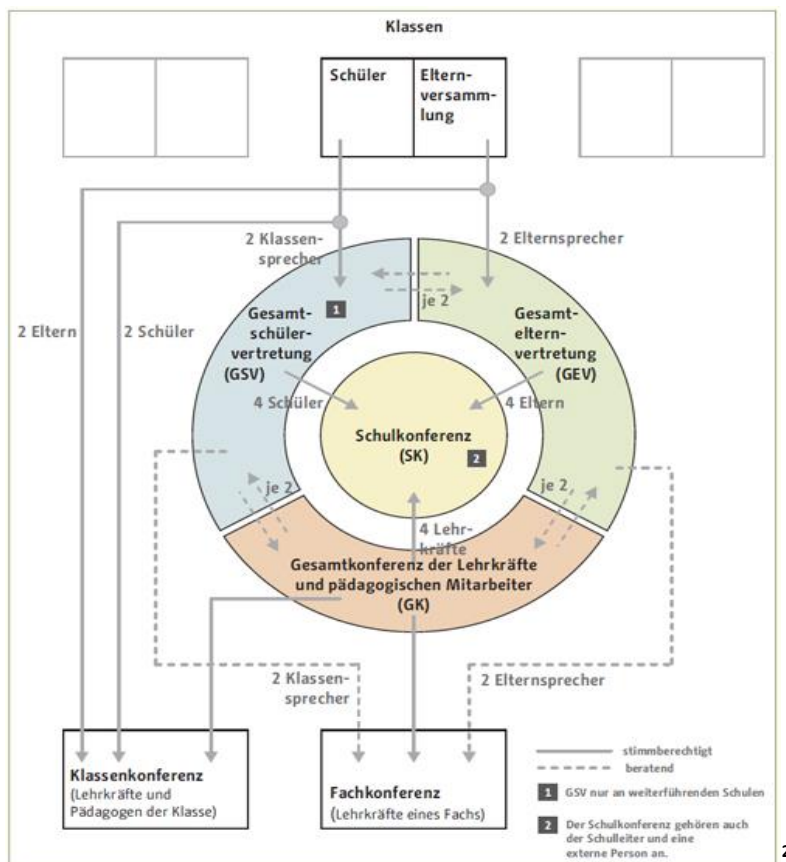 Klassen
Schüler
Eltern-
versamm-
lung
2 Klassen-
sprecher
2 Elternsprecher
je 2
1
2 Eltern
2 Schüler
Gesamt-
schüler-
vertretung
(GSV)
Gesamt-
eltern-
vertretung
(GEV)
4 Schüler
4 Eltern
Schulkonferenz
(SK)
2
je 2
je 2
4 Lehr-
kräfte
Gesamtkonferenz der Lehrkräfte
und pädagogischen Mitarbeiter
(GK)
2 Klassen-
sprecher
2 Elternsprecher
Klassenkonferenz
(Lehrkräfte und
Pädagogen der Klasse)
Fachkonferenz
(Lehrkräfte eines Fachs)
stimmberechtigt
beratend
1 GSV nur an weiterführenden Schulen
2 Der Schulkonferenz gehören auch
der Schulleiter und eine
externe Person an.